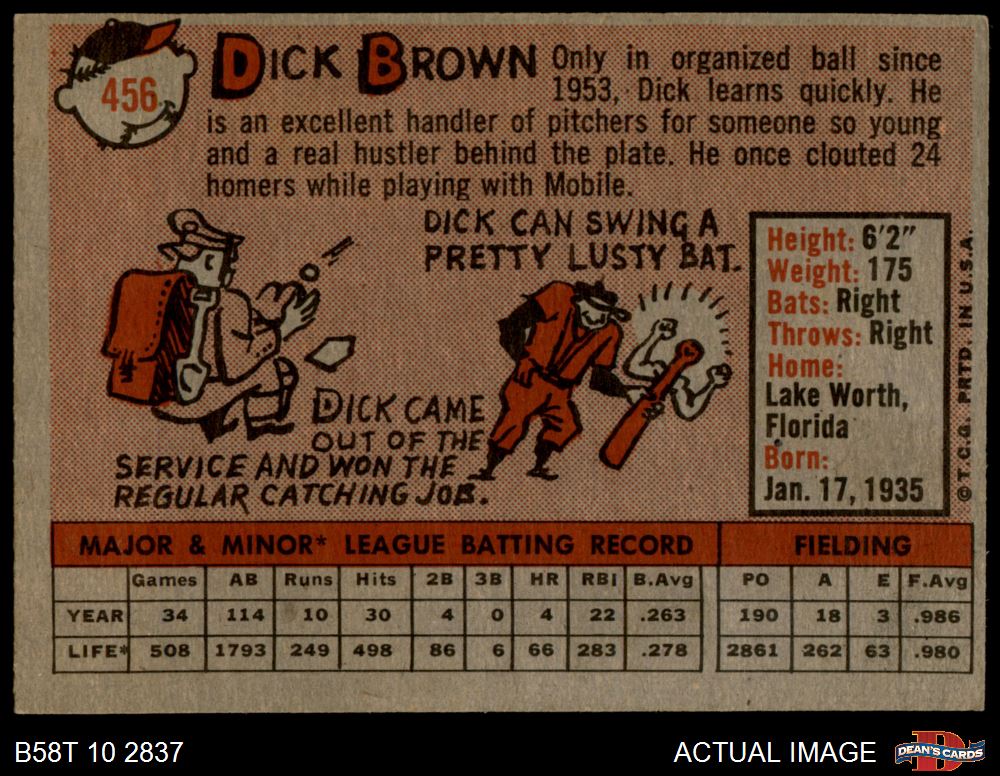 456
DICK BROWN
Only in organized ball since
1953, Dick learns quickly. He
is an excellent handler of pitchers for someone so young
and a real hustler behind the plate. He once clouted 24
homers while playing with Mobile.
DICK CAN SWING A
PRETTY LUSTY BAT.
DICK CAME
OUT OF THE
SERVICE AND WON THE
REGULAR CATCHING JOB.
Height: 6'2"
Weight: 175
Bats: Right
Throws: Right
Home:
Lake Worth,
Florida
Born:
Jan. 17, 1935
© T.C.G. PRTD. IN U.S.A.
MAJOR & MINOR* LEAGUE BATTING RECORD FIELDING
Games AB Runs Hits 2B 3B HR RBI B.Avg PO A E F.Avg
YEAR 34 114 10 30 4 0 4 22 .263 190 18 3 .986
LIFE* 508 1793 249 498 86 6 66 283 .278 2861 262 63 .980
B58T 10 2837
ACTUAL IMAGE
DEAN'S CARDS